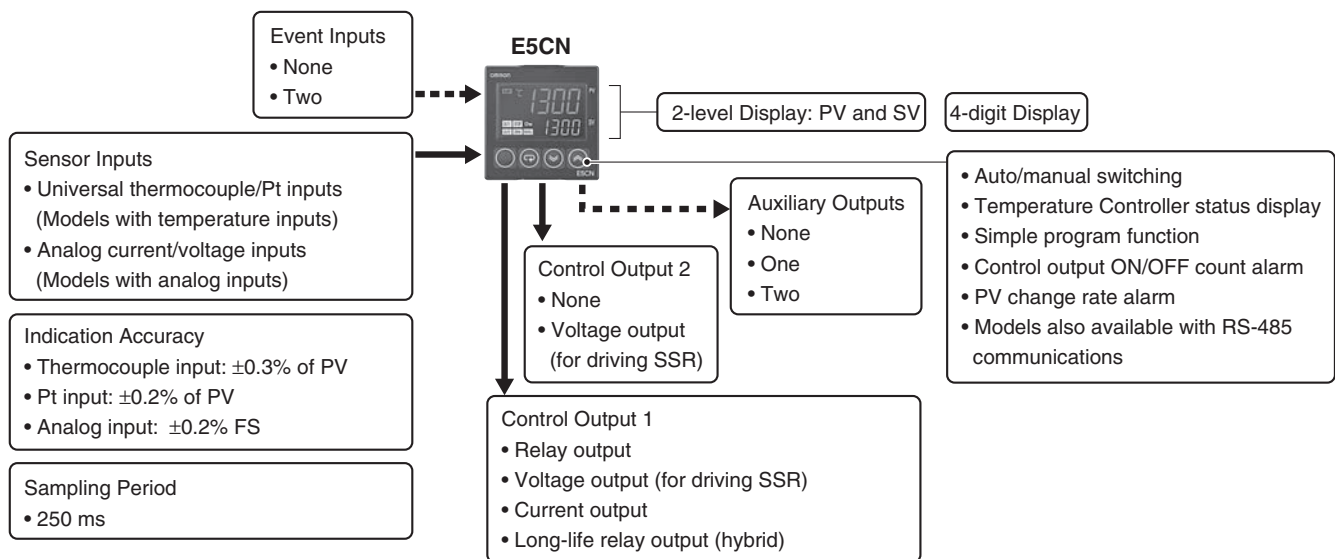 Event Inputs
• None
• Two
E5CN
omron
℃
1300
PV
1300
SV
E5CN
2-level Display: PV and SV
4-digit Display
Sensor Inputs
• Universal thermocouple/Pt inputs
(Models with temperature inputs)
• Analog current/voltage inputs
(Models with analog inputs)
Indication Accuracy
• Thermocouple input: ±0.3% of PV
• Pt input: ±0.2% of PV
• Analog input: ±0.2% FS
Sampling Period
• 250 ms
Control Output 2
• None
• Voltage output
(for driving SSR)
Auxiliary Outputs
• None
• One
• Two
• Auto/manual switching
• Temperature Controller status display
• Simple program function
• Control output ON/OFF count alarm
• PV change rate alarm
• Models also available with RS-485
communications
Control Output 1
• Relay output
• Voltage output (for driving SSR)
• Current output
• Long-life relay output (hybrid)